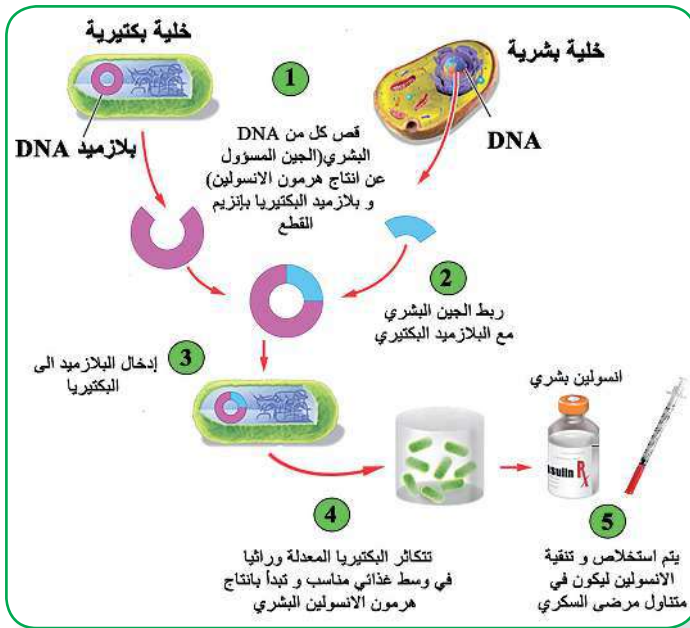 خلية بكتيرية
خلية بشرية
1
DNA بلازميد
DNA
قص كل من DNA
البشري(الجين المسؤول
عن انتاج هرمون الانسولين)
و بلازميد البكتيريا بإنزيم
القطع
2
ربط الجين البشري
مع البلازميد البكتيري
3
إدخال البلازميد الى
البكتيريا
انسولين بشري
nsulin Rx
4
تتكاثر البكتيريا المعدلة وراثيا
في وسط غذائي مناسب و تبدأ بانتاج
هرمون الانسولين البشري
5
يتم استخلاص و تنقية
الانسولين ليكون في
متناول مرضى السكري